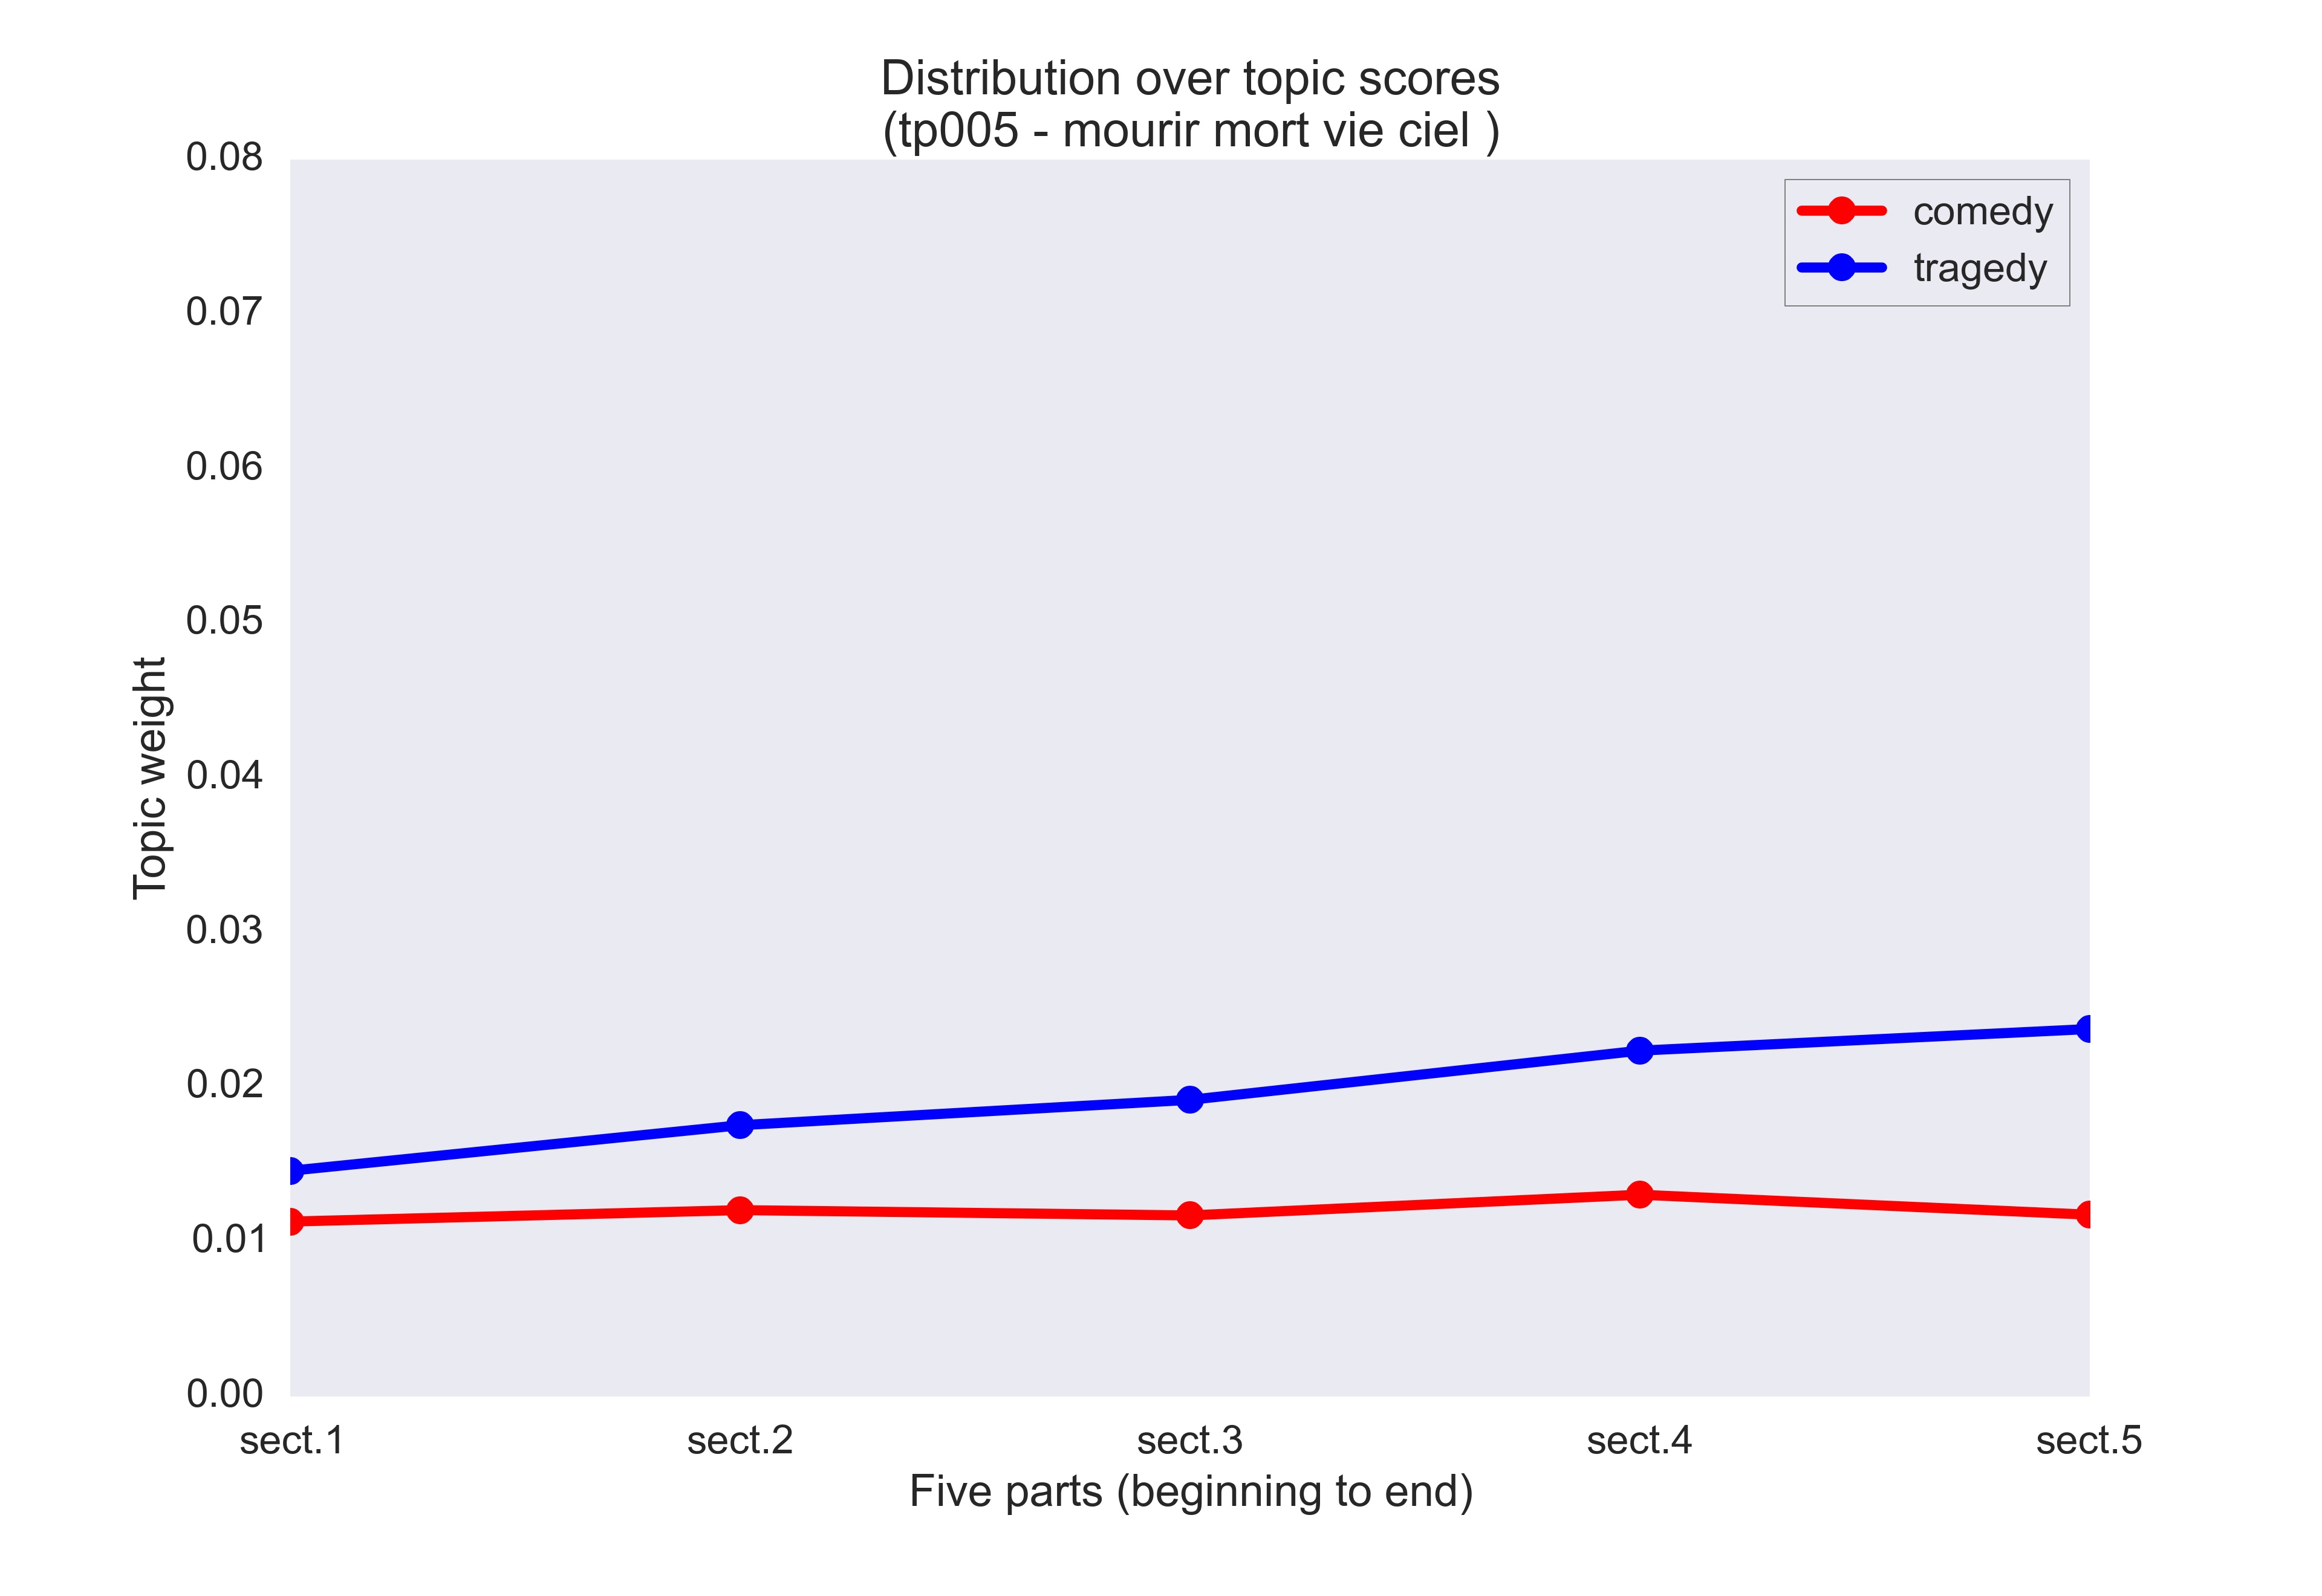 Distribution over topic scores
(tp005 - mourir mort vie ciel )
comedy
tragedy
Topic weight
0.08
0.07
0.06
0.05
0.04
0.03
0.02
0.01
0.00
sect.1
sect.2
sect.3
sect.4
sect.5
Five parts (beginning to end)